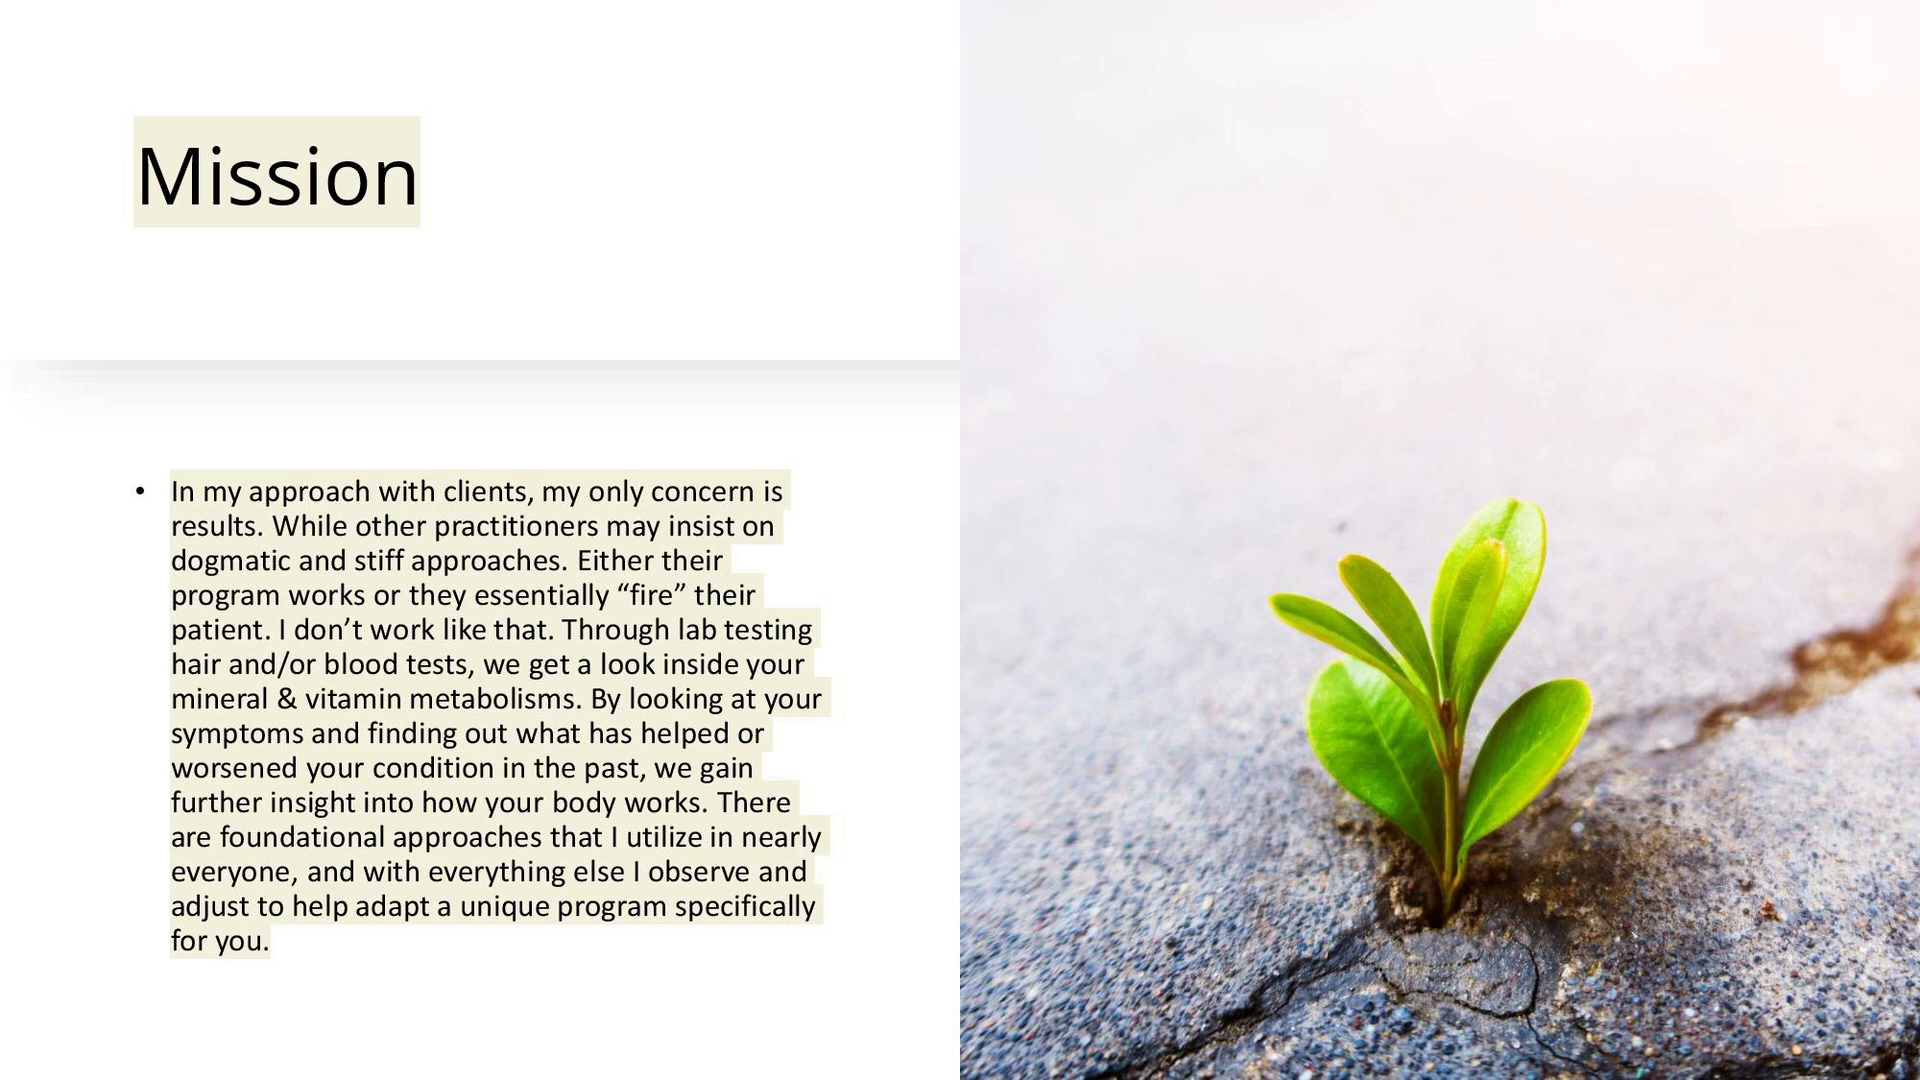 Mission
• In my approach with clients, my only concern is
results. While other practitioners may insist on
dogmatic and stiff approaches. Either their
program works or they essentially “fire” their
patient. I don’t work like that. Through lab testing
hair and/or blood tests, we get a look inside your
mineral & vitamin metabolisms. By looking at your
symptoms and finding out what has helped or
worsened your condition in the past, we gain
further insight into how your body works. There
are foundational approaches that I utilize in nearly
everyone, and with everything else I observe and
adjust to help adapt a unique program specifically
for you.